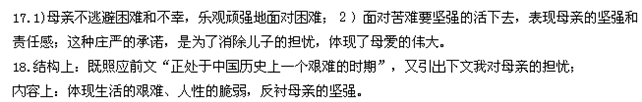 17.1)母亲不逃避困难和不幸，乐观顽强地面对困难；2）面对苦难要坚强的活下去，表现母亲的坚强和
责任感；这种庄严的承诺，是为了消除儿子的担忧，体现了母爱的伟大。
18.结构上：既照应前文“正处于中国历史上一个艰难的时期”，又引出下文我对母亲的担忧；
内容上：体现生活的艰难、人性的脆弱，反衬母亲的坚强。